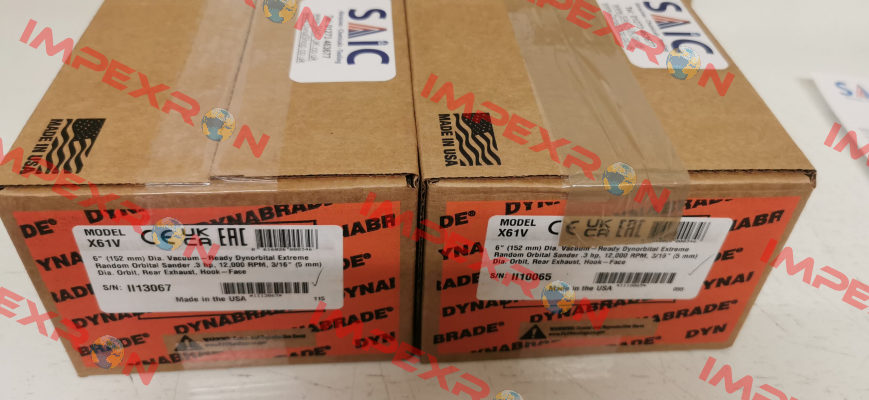 SAIC
MADE IN USA
DYNABRADE
MODEL
X61V
CE UK CA EAC
6" (152 mm) Dia. Vacuum-Ready Dynorbital Extreme
Random Orbital Sander .3 hp, 12,000 RPM, 3/16" (5 mm)
Dia. Orbit, Rear Exhaust, Hook-Face
S/N: II13067
Made in the USA
DYNABRADE
SAIC
MADE IN USA
DYNABRADE
MODEL
X61V
CE UK CA EAC
6" (152 mm) Dia. Vacuum-Ready Dynorbital Extreme
Random Orbital Sander .3 hp, 12,000 RPM, 3/16" (5 mm)
Dia. Orbit, Rear Exhaust, Hook-Face
S/N: II10065
Made in the USA
DYNABRADE
IMPEXRON